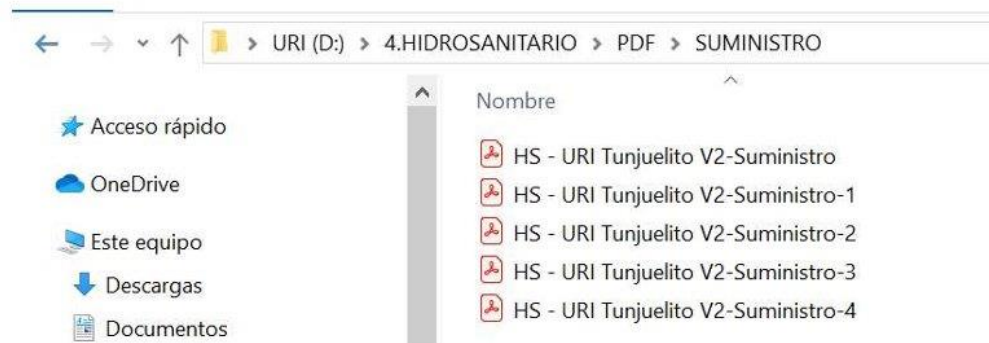 URI (D:) > 4.HIDROSANITARIO > PDF > SUMINISTRO
Acceso rápido
OneDrive
Este equipo
Descargas
Documentos
Nombre
HS - URI Tunjuelito V2-Suministro
HS - URI Tunjuelito V2-Suministro-1
HS - URI Tunjuelito V2-Suministro-2
HS - URI Tunjuelito V2-Suministro-3
HS - URI Tunjuelito V2-Suministro-4